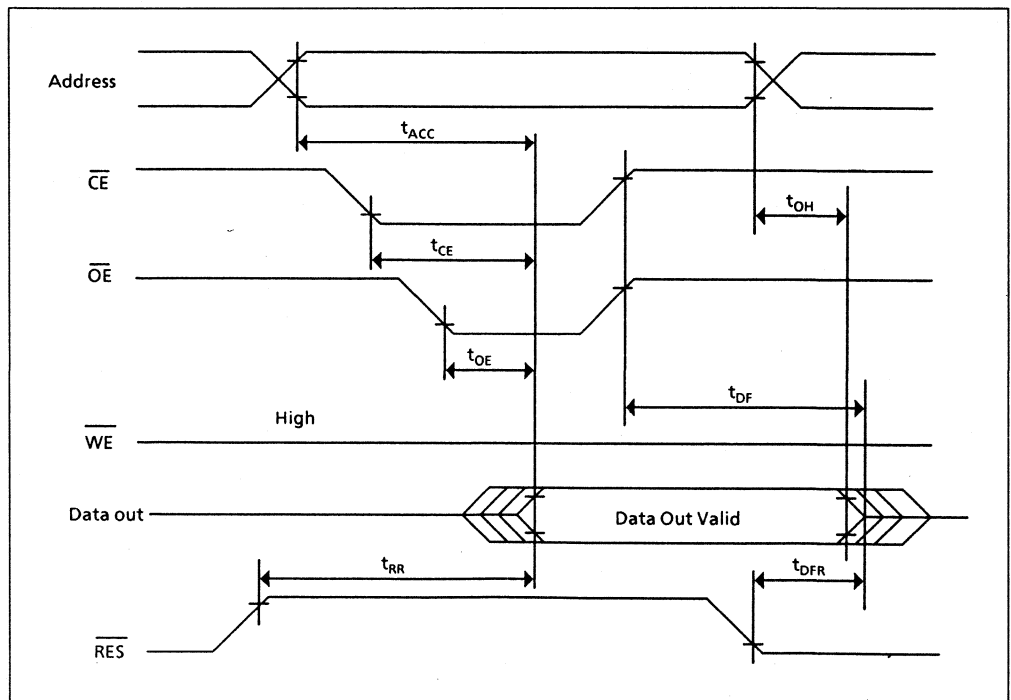 Address
tACC
CE
tOH
tCE
OE
tOE
tDF
High
WE
Data out
Data Out Valid
tRR
tDFR
RES